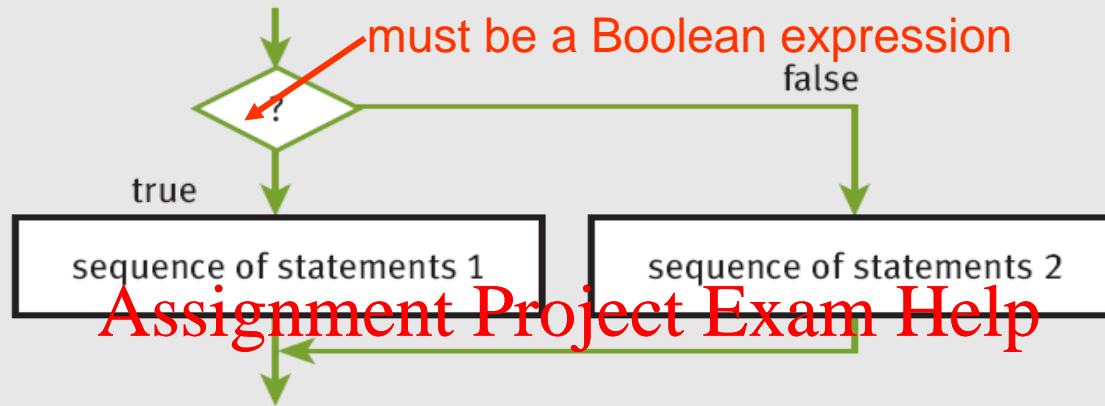 must be a Boolean expression
false
?
true
sequence of statements 1
sequence of statements 2
Assignment Project Exam Help